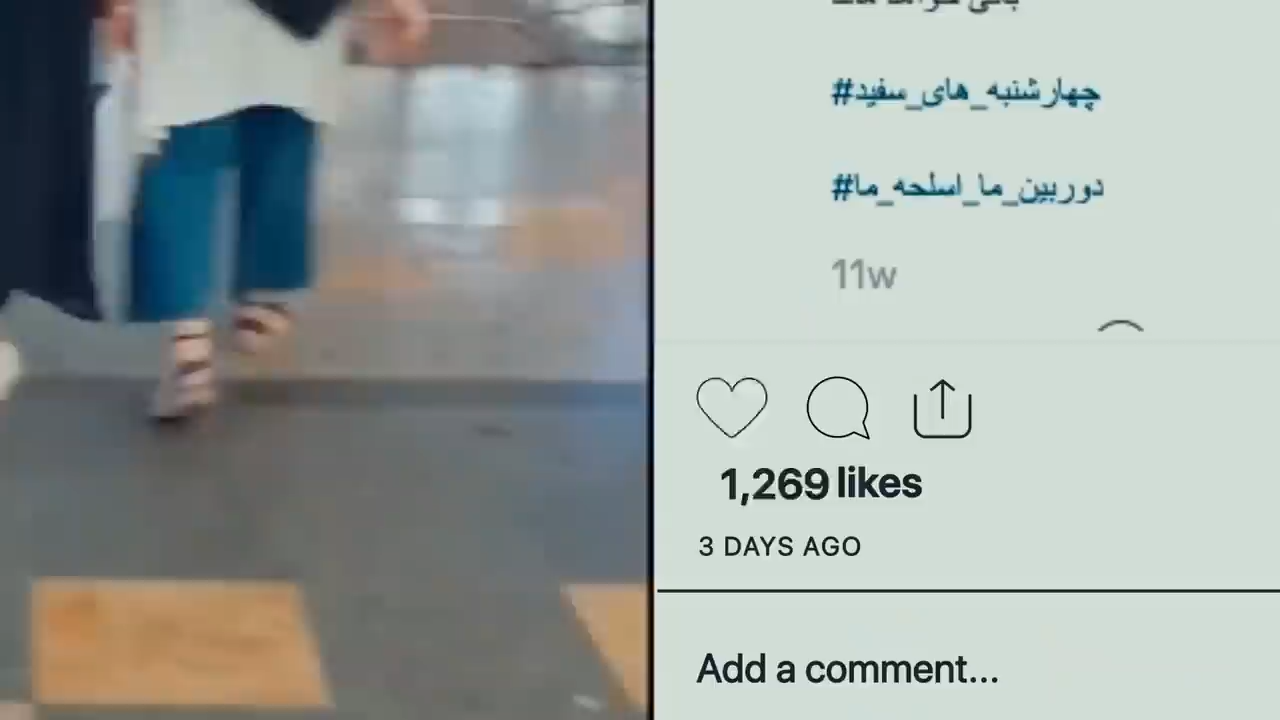 #چهارشنبه_های_سفید
#دوربین_ما_اسلحه_ما
11w
1,269 likes
3 DAYS AGO
Add a comment...